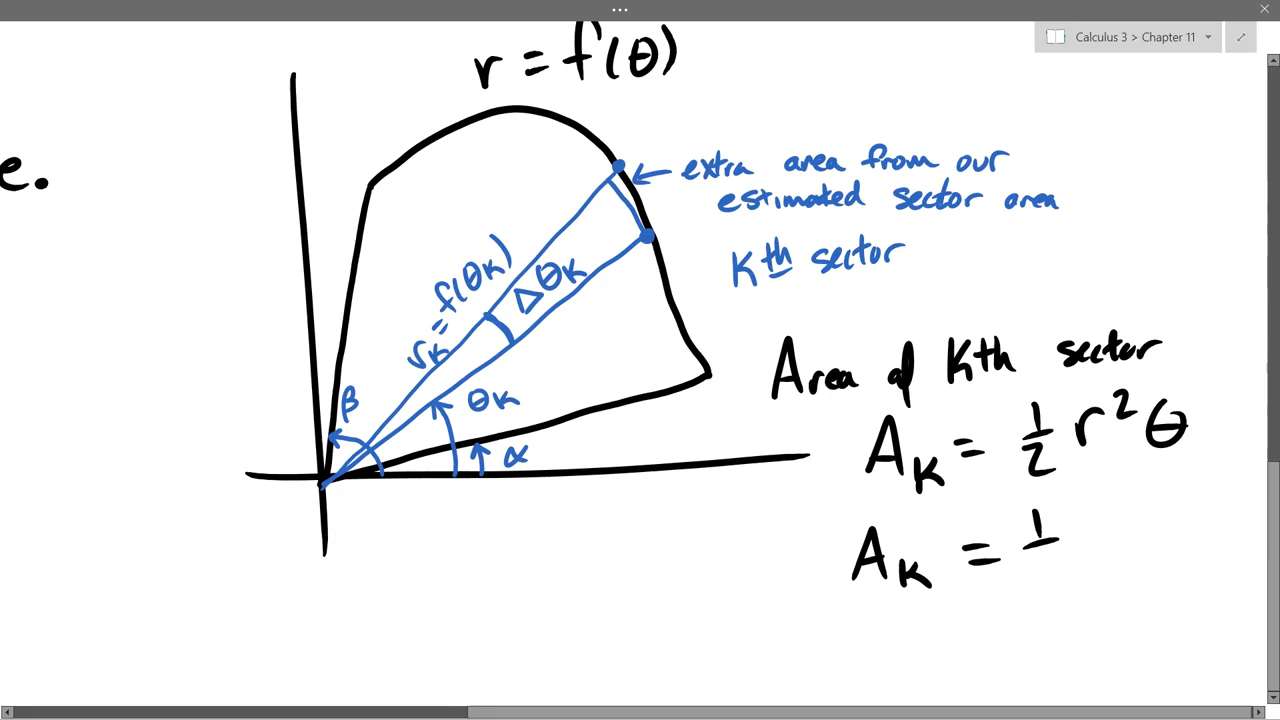 Calculus 3 > Chapter 11
r = f(θ)
e.
extra area from our
estimated sector area
Kth sector
rK = f(θK)
ΔθK
β
θK
α
Area of Kth sector
AK = 1/2 r² θ
AK = 1